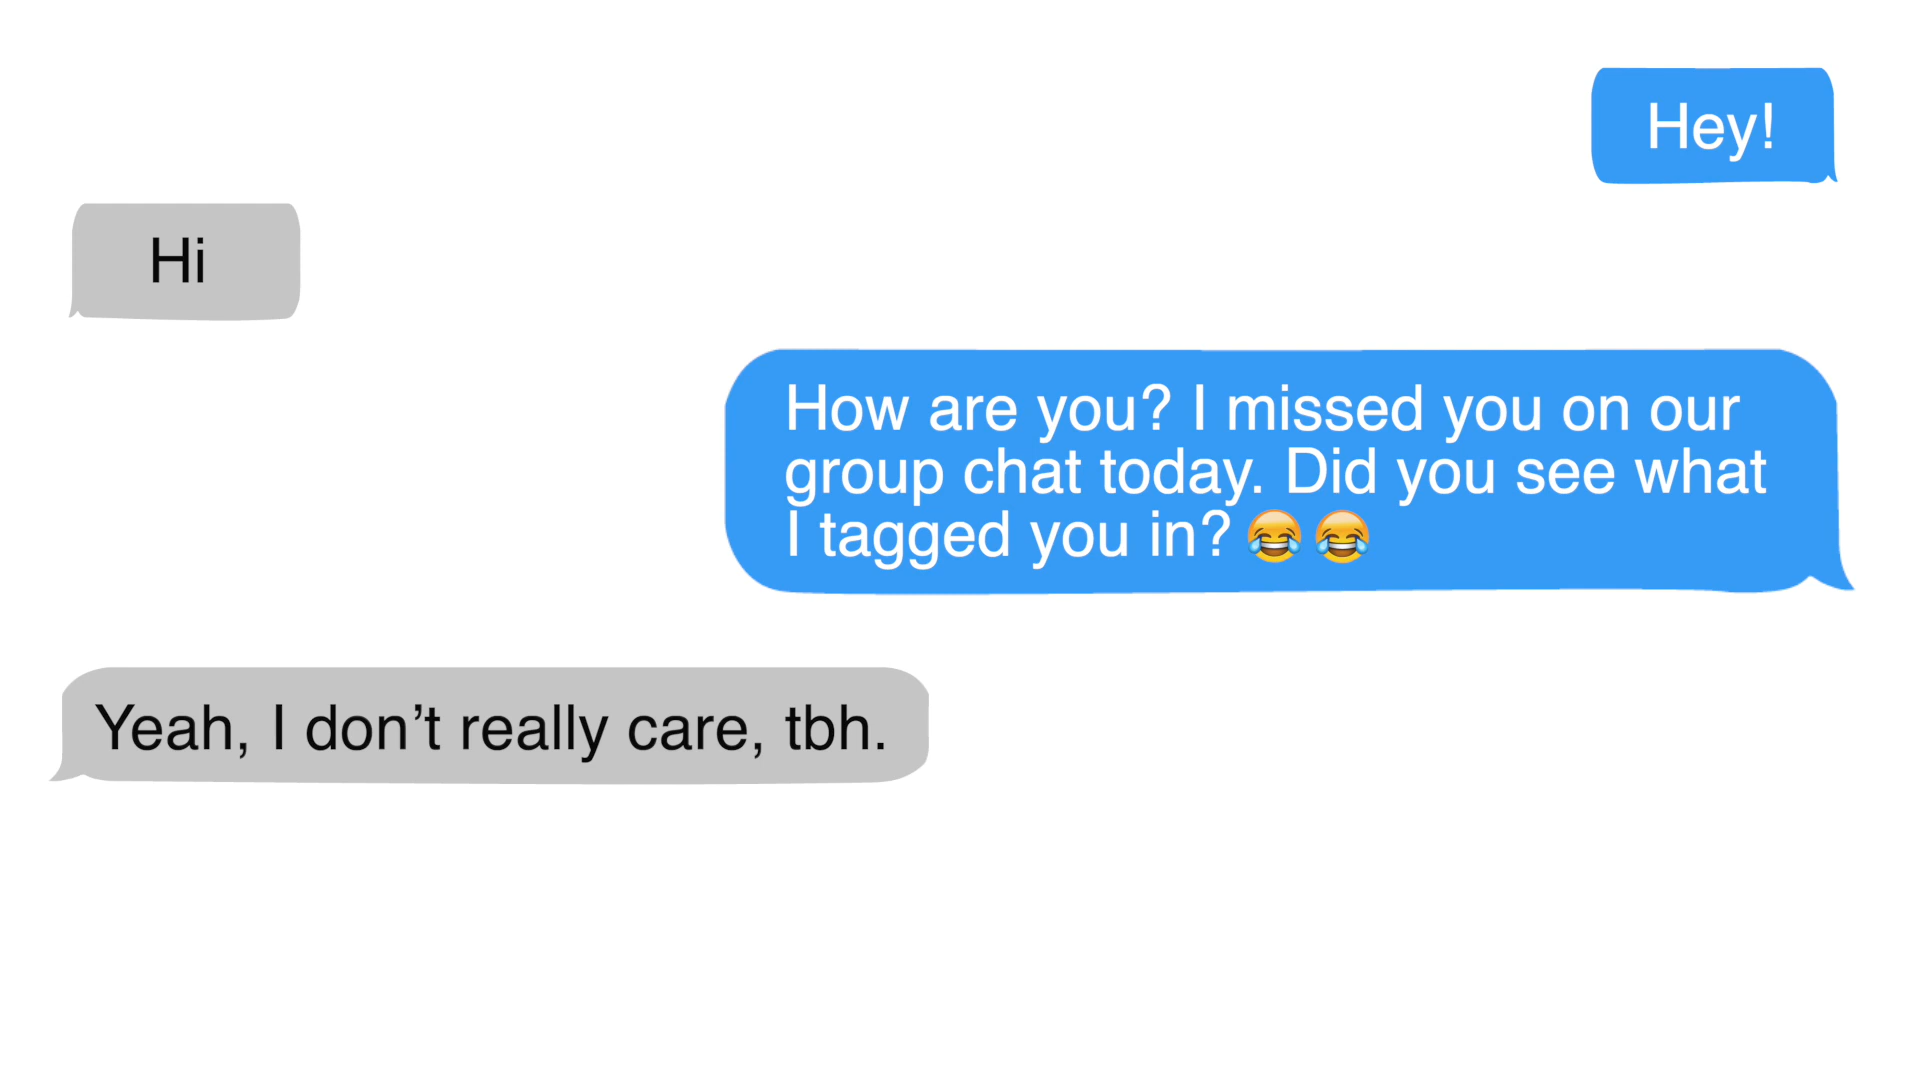 Hey!
Hi
How are you? I missed you on our
group chat today. Did you see what
I tagged you in? 😂 😂
Yeah, I don’t really care, tbh.